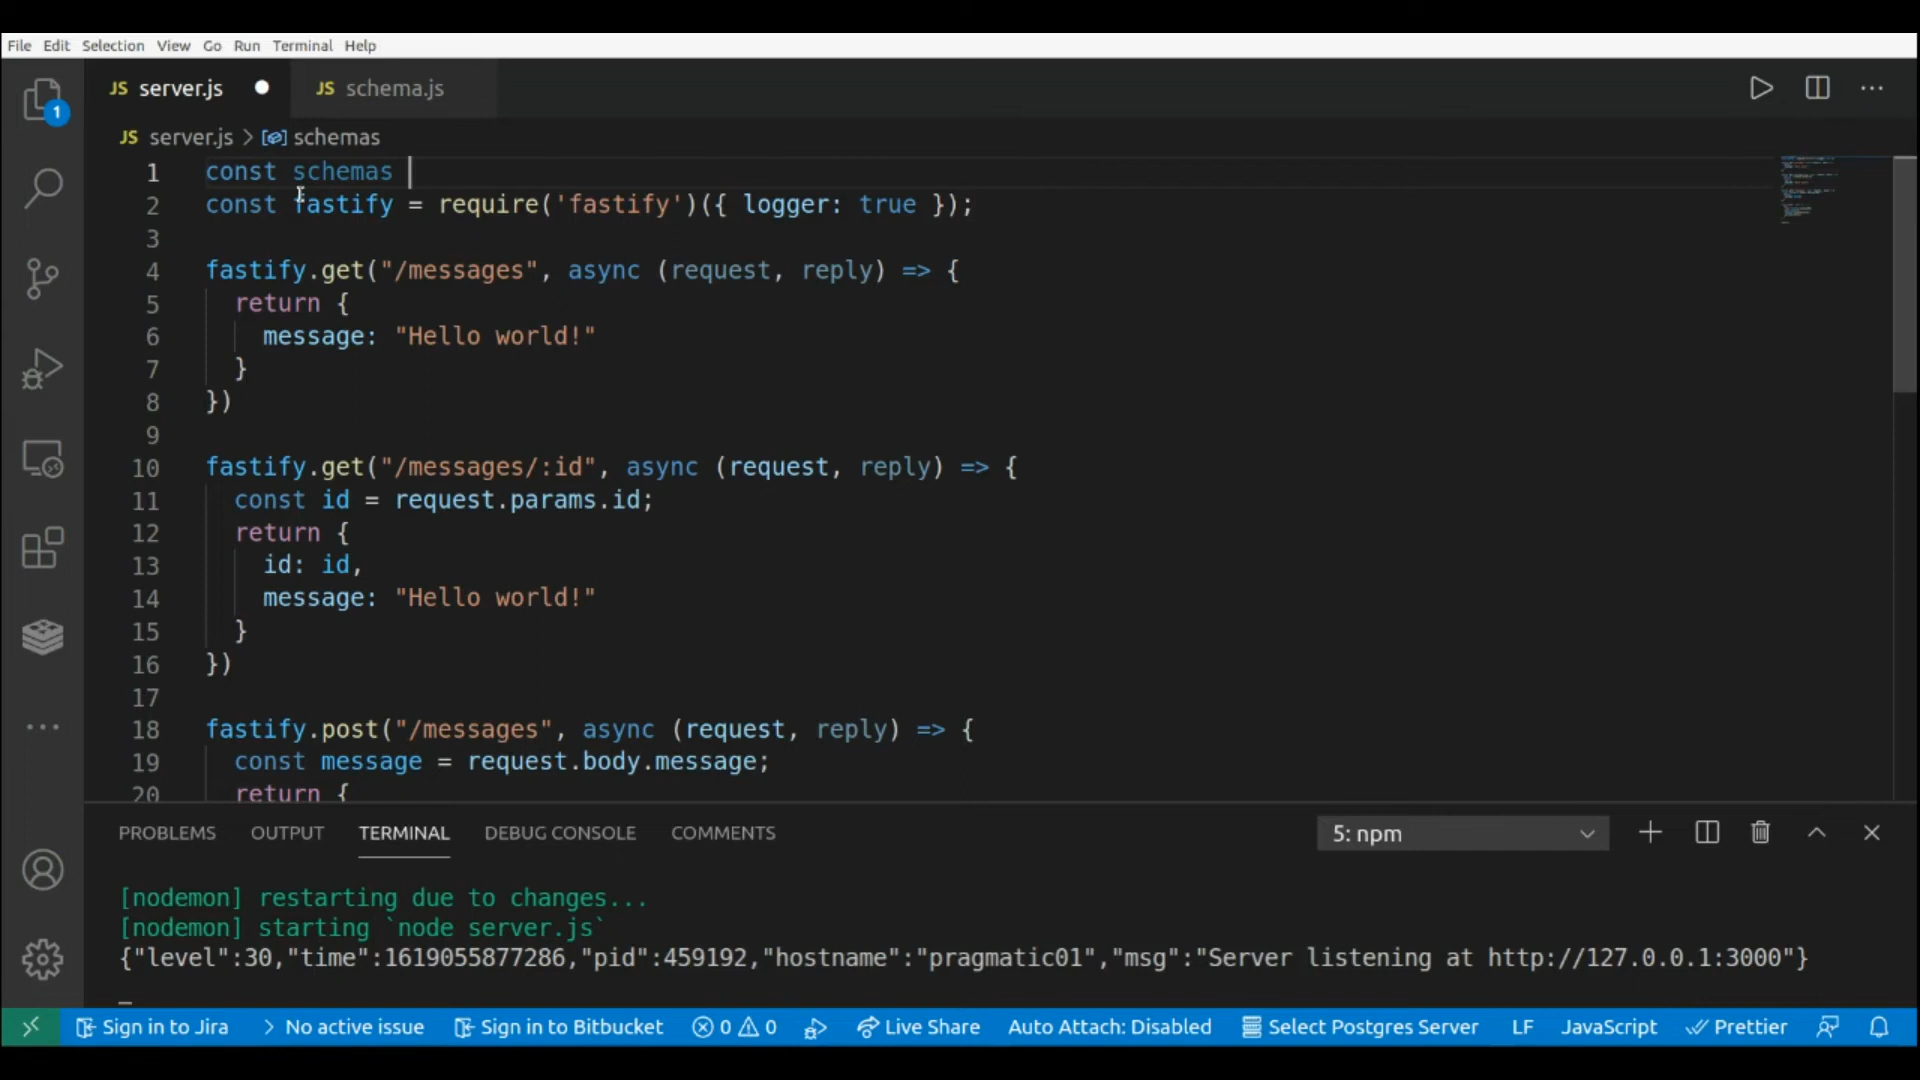 File Edit Selection View Go Run Terminal Help
JS server.js JS schema.js
1
JS server.js > schemas
1 const schemas
2 const fastify = require('fastify')({ logger: true });
3
4 fastify.get("/messages", async (request, reply) => {
5 return {
6 message: "Hello world!"
7 }
8 })
9
10 fastify.get("/messages/:id", async (request, reply) => {
11 const id = request.params.id;
12 return {
13 id: id,
14 message: "Hello world!"
15 }
16 })
17
18 fastify.post("/messages", async (request, reply) => {
19 const message = request.body.message;
20 return {
PROBLEMS OUTPUT TERMINAL DEBUG CONSOLE COMMENTS 5: npm
[nodemon] restarting due to changes...
[nodemon] starting `node server.js`
{"level":30,"time":1619055877286,"pid":459192,"hostname":"pragmatic01","msg":"Server listening at http://127.0.0.1:3000"}
Sign in to Jira > No active issue Sign in to Bitbucket 0 0 Live Share Auto Attach: Disabled Select Postgres Server LF JavaScript Prettier